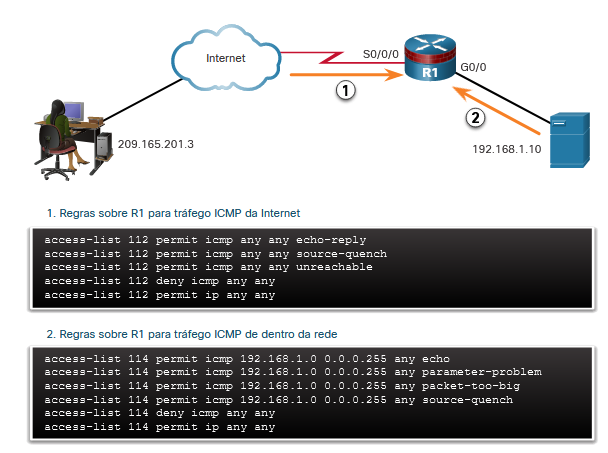 Internet
S0/0/0
R1
G0/0
1
2
209.165.201.3
192.168.1.10
1. Regras sobre R1 para tráfego ICMP da Internet
access-list 112 permit icmp any any echo-reply
access-list 112 permit icmp any any source-quench
access-list 112 permit icmp any any unreachable
access-list 112 deny icmp any any
access-list 112 permit ip any any
2. Regras sobre R1 para tráfego ICMP de dentro da rede
access-list 114 permit icmp 192.168.1.0 0.0.0.255 any echo
access-list 114 permit icmp 192.168.1.0 0.0.0.255 any parameter-problem
access-list 114 permit icmp 192.168.1.0 0.0.0.255 any packet-too-big
access-list 114 permit icmp 192.168.1.0 0.0.0.255 any source-quench
access-list 114 deny icmp any any
access-list 114 permit ip any any